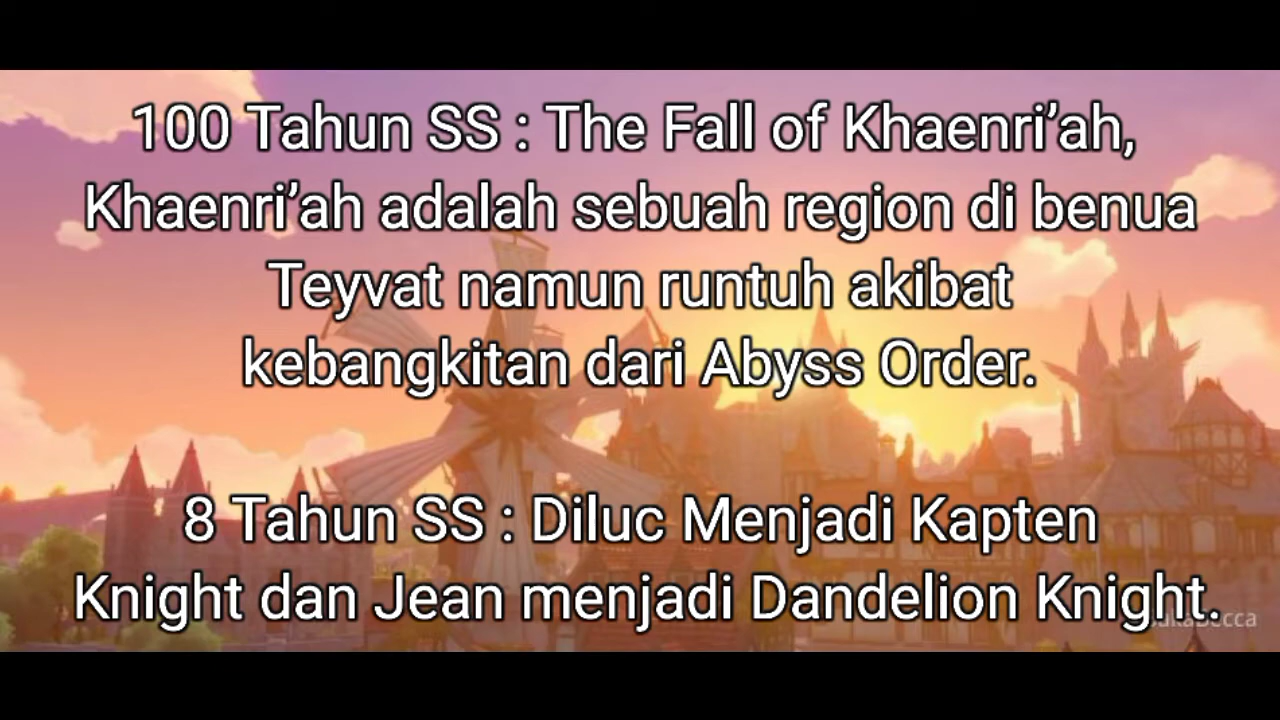 100 Tahun SS : The Fall of Khaenri’ah,
Khaenri’ah adalah sebuah region di benua
Teyvat namun runtuh akibat
kebangkitan dari Abyss Order.
8 Tahun SS : Diluc Menjadi Kapten
Knight dan Jean menjadi Dandelion Knight.